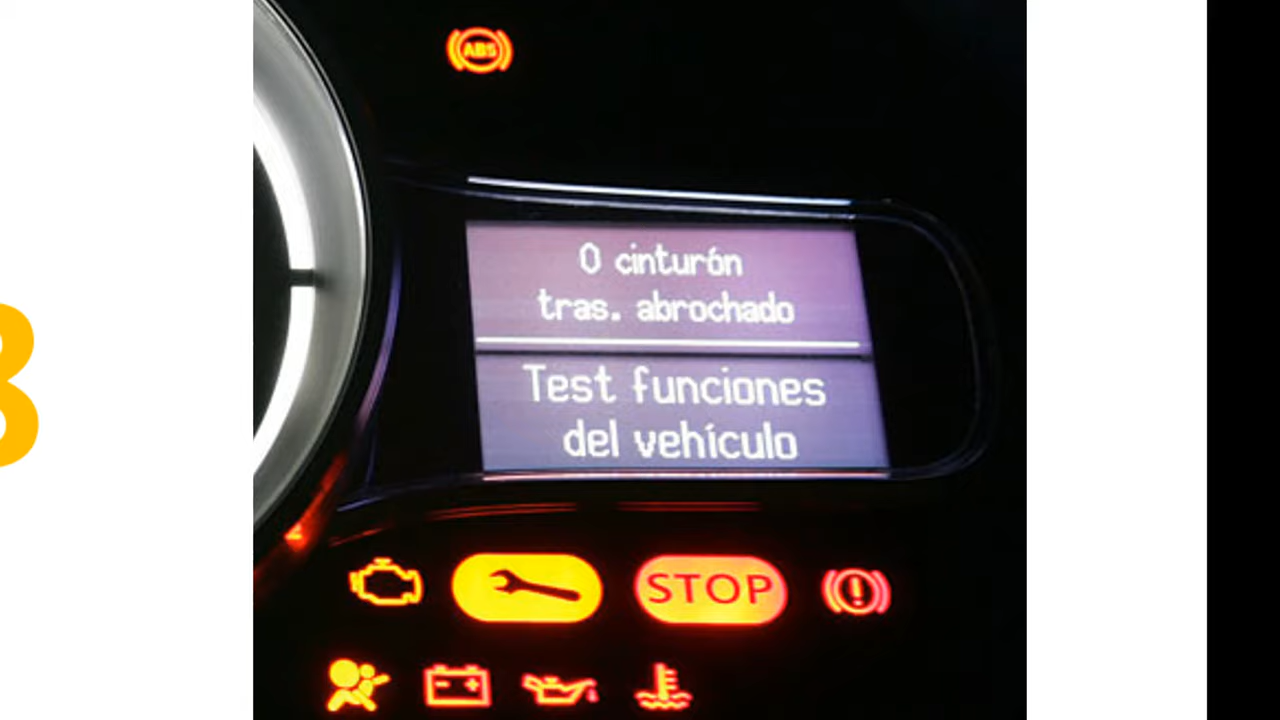 ABS
0 cinturón
tras. abrochado
Test funciones
del vehículo
STOP